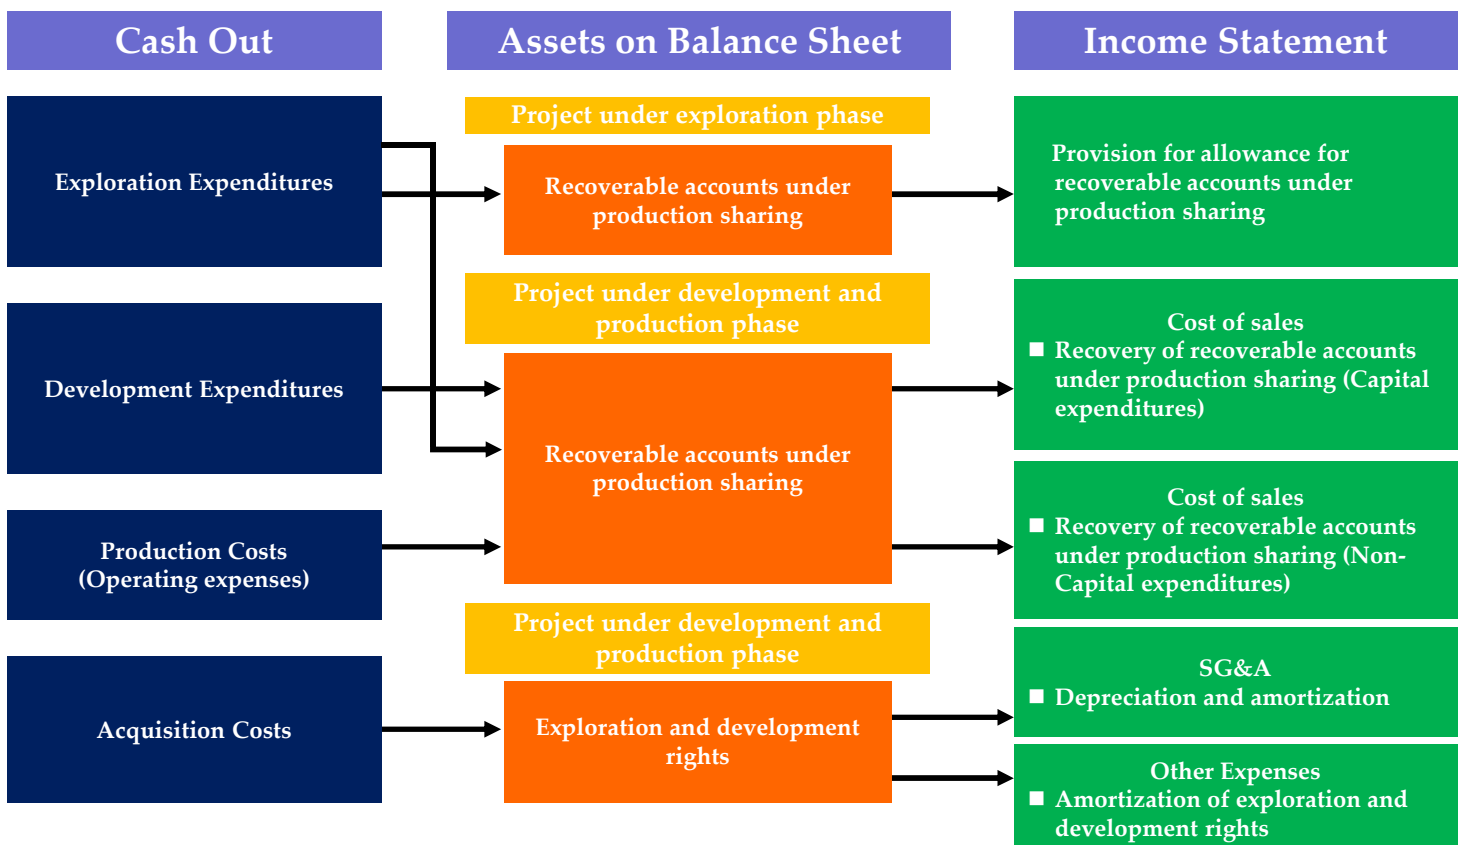 Cash Out
Assets on Balance Sheet
Income Statement
Exploration Expenditures
Development Expenditures
Production Costs
(Operating expenses)
Acquisition Costs
Project under exploration phase
Recoverable accounts under
production sharing
Project under development and
production phase
Recoverable accounts under
production sharing
Project under development and
production phase
Exploration and development
rights
Provision for allowance for
recoverable accounts under
production sharing
Cost of sales
■ Recovery of recoverable accounts
under production sharing (Capital
expenditures)
Cost of sales
■ Recovery of recoverable accounts
under production sharing (Non-
Capital expenditures)
SG&A
■ Depreciation and amortization
Other Expenses
■ Amortization of exploration and
development rights